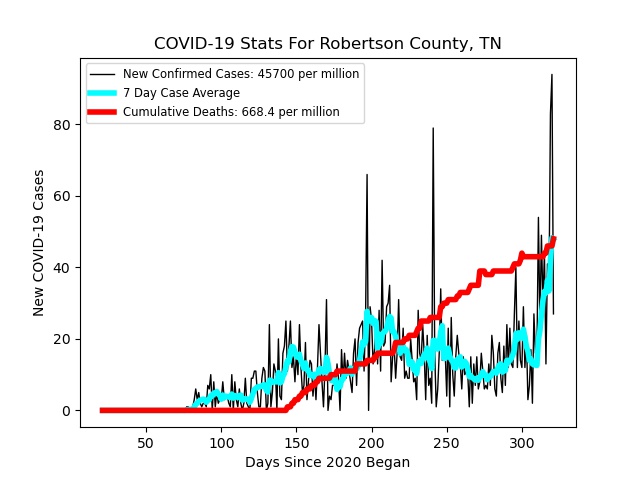 COVID-19 Stats For Robertson County, TN
New Confirmed Cases: 45700 per million
7 Day Case Average
Cumulative Deaths: 668.4 per million
New COVID-19 Cases
80
60
40
20
0
50 100 150 200 250 300
Days Since 2020 Began